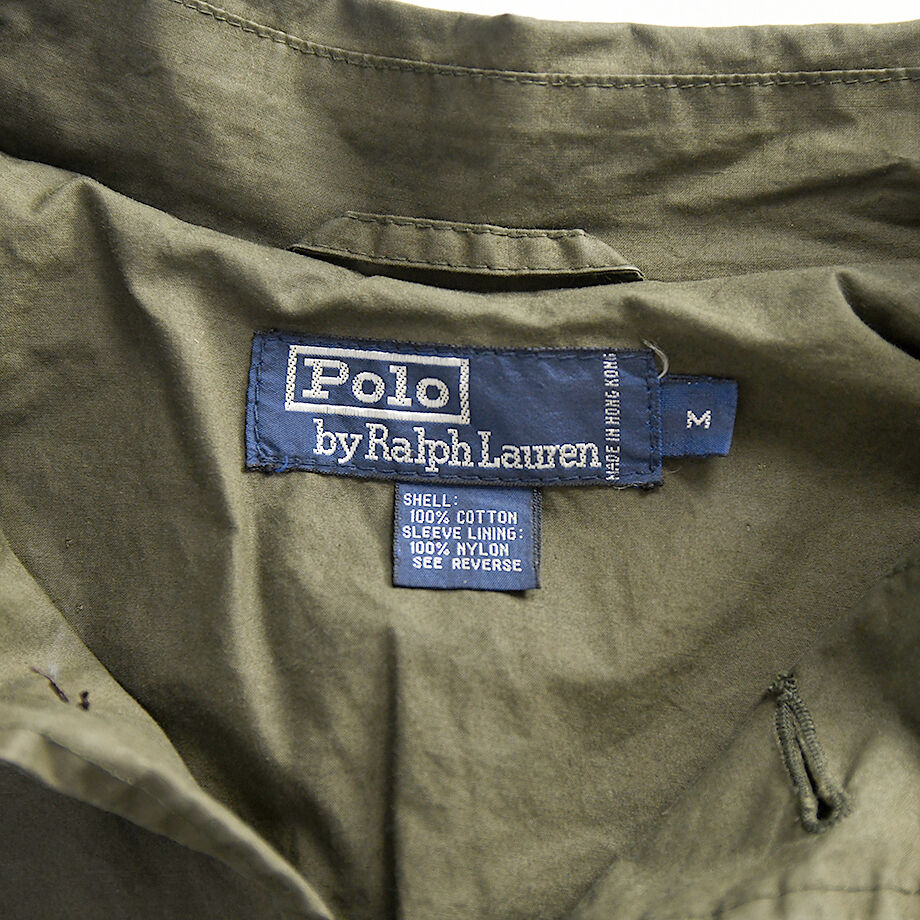 Polo
by Ralph Lauren
MADE IN HONG KONG
M
SHELL:
100% COTTON
SLEEVE LINING:
100% NYLON
SEE REVERSE